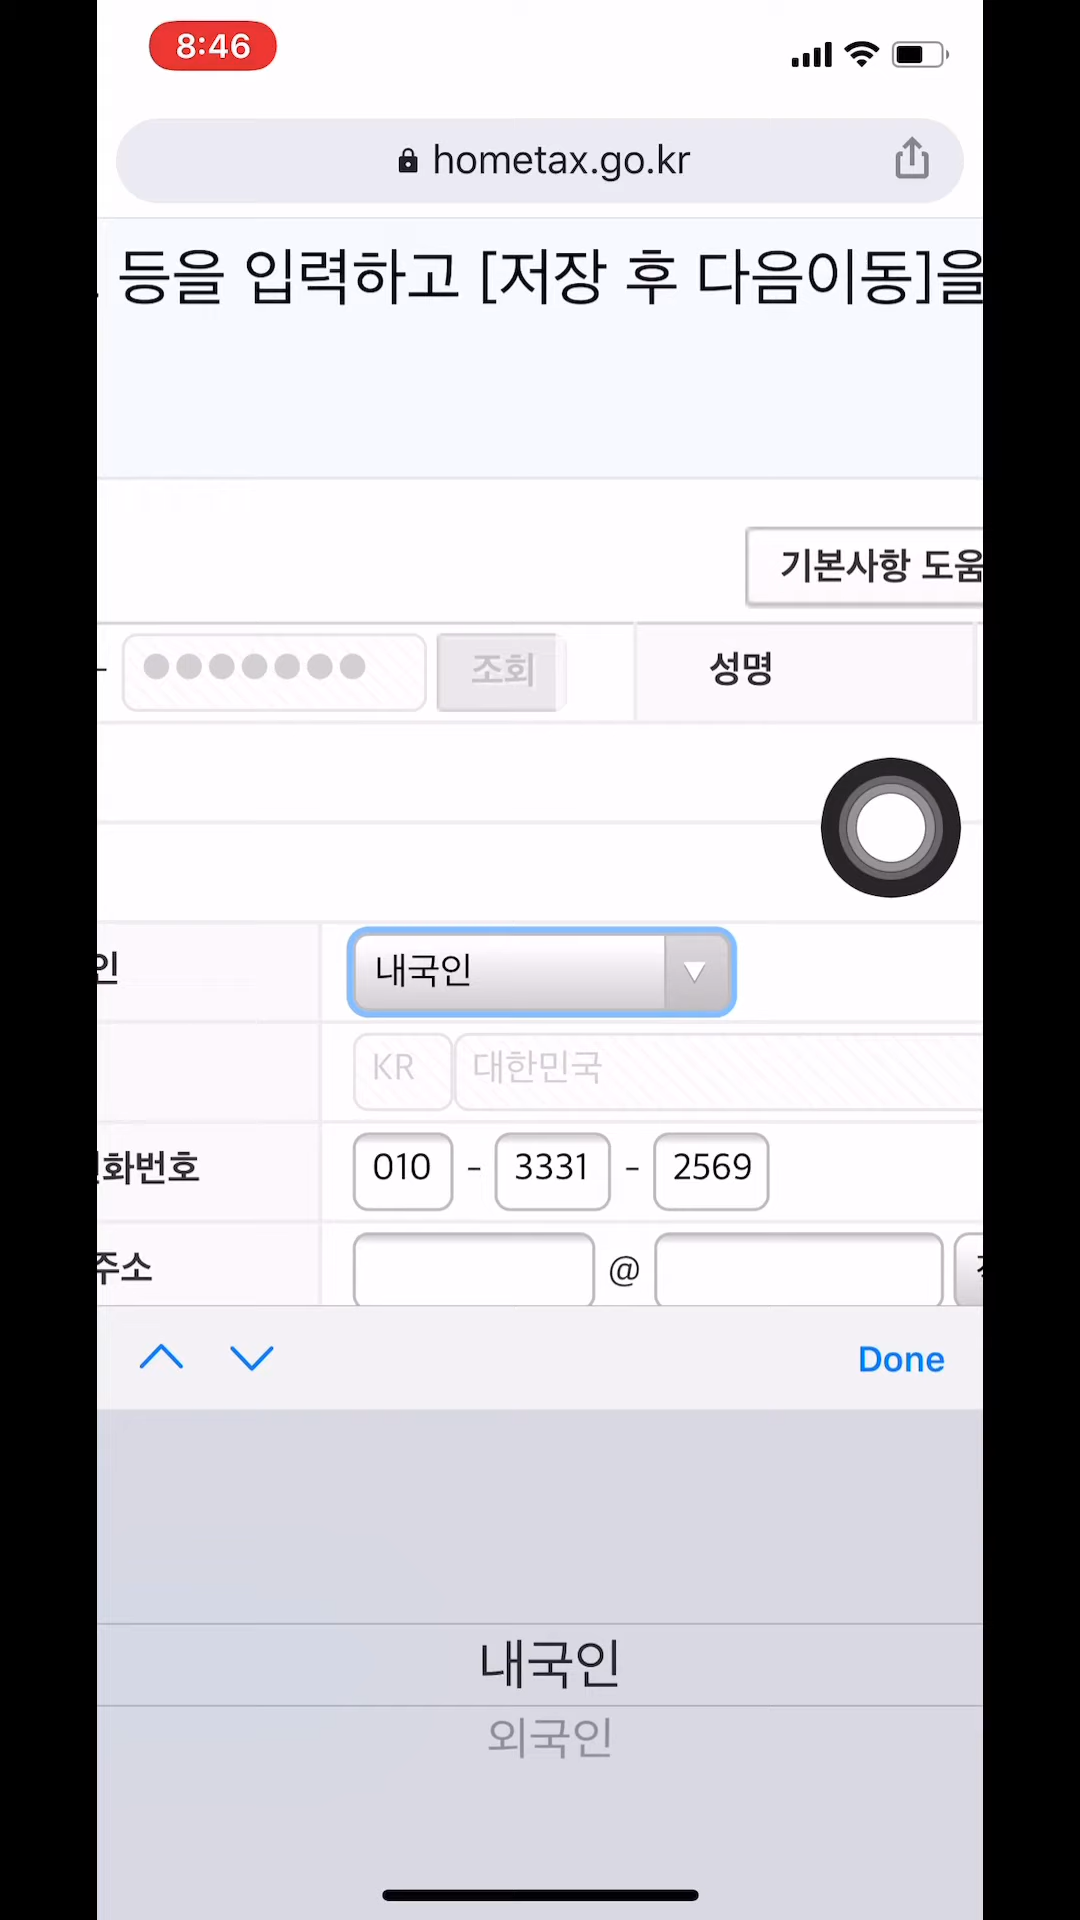 8:46
hometax.go.kr
등을 입력하고 [저장 후 다음이동]을
기본사항 도움
- ●●●●●●● 조회 성명
인 내국인
KR 대한민국
화번호 010 - 3331 - 2569
주소 @
Done
내국인
외국인